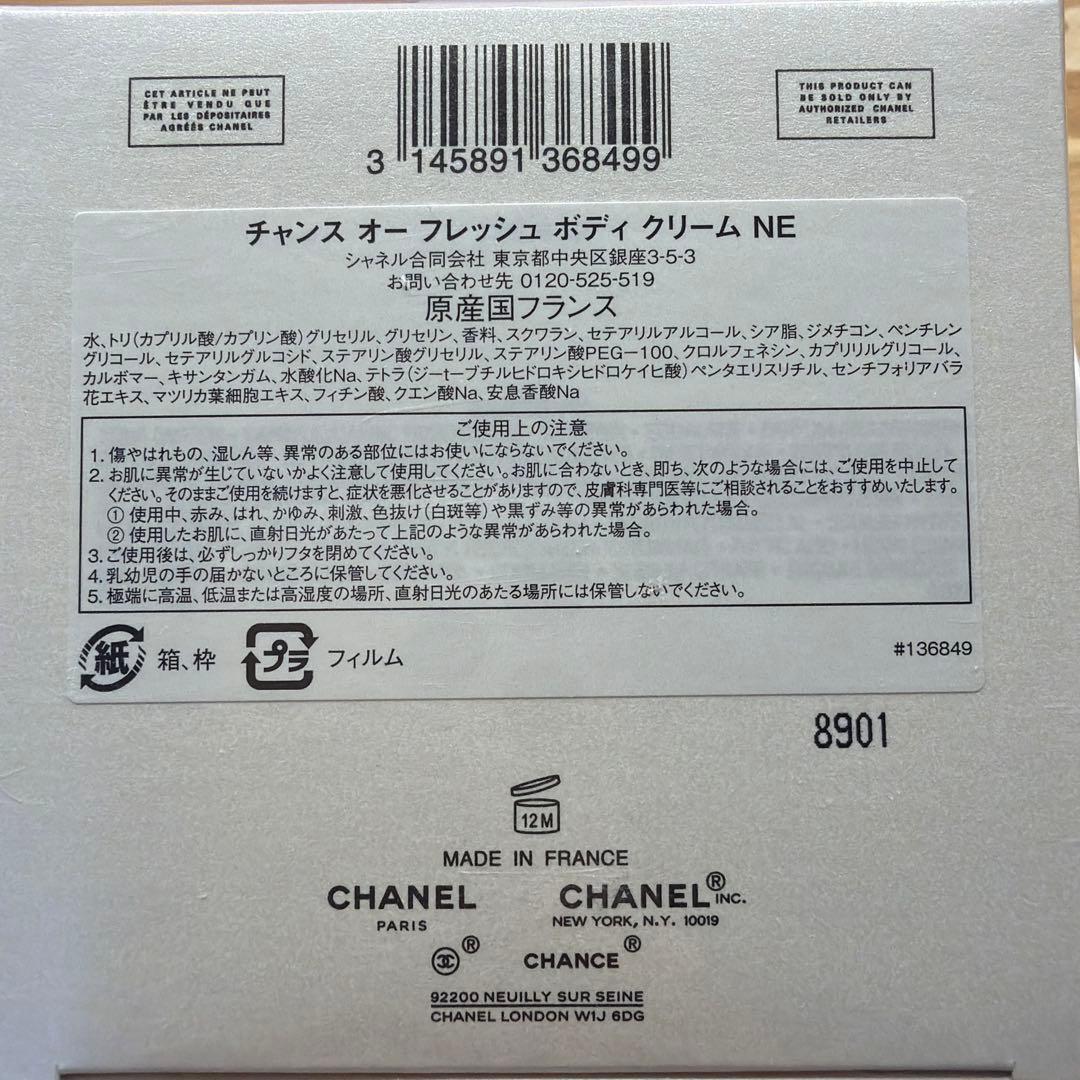 CET ARTICLE NE PEUT
ÊTRE VENDU QUE
PAR LES DÉPOSITAIRES
AGRÉÉS CHANEL
THIS PRODUCT CAN
BE SOLD ONLY BY
AUTHORIZED CHANEL
RETAILERS
3 145891 368499
チャンス オー フレッシュ ボディ クリーム NE
シャネル合同会社 東京都中央区銀座3-5-3
お問い合わせ先 0120-525-519
原産国フランス
水、トリ(カプリル酸/カプリン酸)グリセリル、グリセリン、香料、スクワラン、セテアリルアルコール、シア脂、ジメチコン、ペンチレン
グリコール、セテアリルグルコシド、ステアリン酸グリセリル、ステアリン酸PEG-100、クロルフェネシン、カプリリルグリコール、
カルボマー、キサンタンガム、水酸化Na、テトラ(ジ-t-ブチルヒドロキシヒドロケイヒ酸)ペンタエリスリチル、センチフォリアバラ
花エキス、マツリカ葉細胞エキス、フィチン酸、クエン酸Na、安息香酸Na
ご使用上の注意
1. 傷やはれもの、湿しん等、異常のある部位にはお使いにならないでください。
2. お肌に異常が生じていないかよく注意して使用してください。お肌に合わないとき、即ち、次のような場合には、ご使用を中止して
ください。そのままご使用を続けますと、症状を悪化させることがありますので、皮膚科専門医等にご相談されることをおすすめいたします。
① 使用中、赤み、はれ、かゆみ、刺激、色抜け(白斑等)や黒ずみ等の異常があらわれた場合。
② 使用したお肌に、直射日光があたって上記のような異常があらわれた場合。
3. ご使用後は、必ずしっかりフタを閉めてください。
4. 乳幼児の手の届かないところに保管してください。
5. 極端に高温、低温または高湿度の場所、直射日光のあたる場所には保管しないでください。
紙 箱、枠 プラ フィルム
#136849
8901
12M
MADE IN FRANCE
CHANEL CHANEL® INC.
PARIS NEW YORK, N.Y. 10019
® CHANCE®
92200 NEUILLY SUR SEINE
CHANEL LONDON W1J 6DG